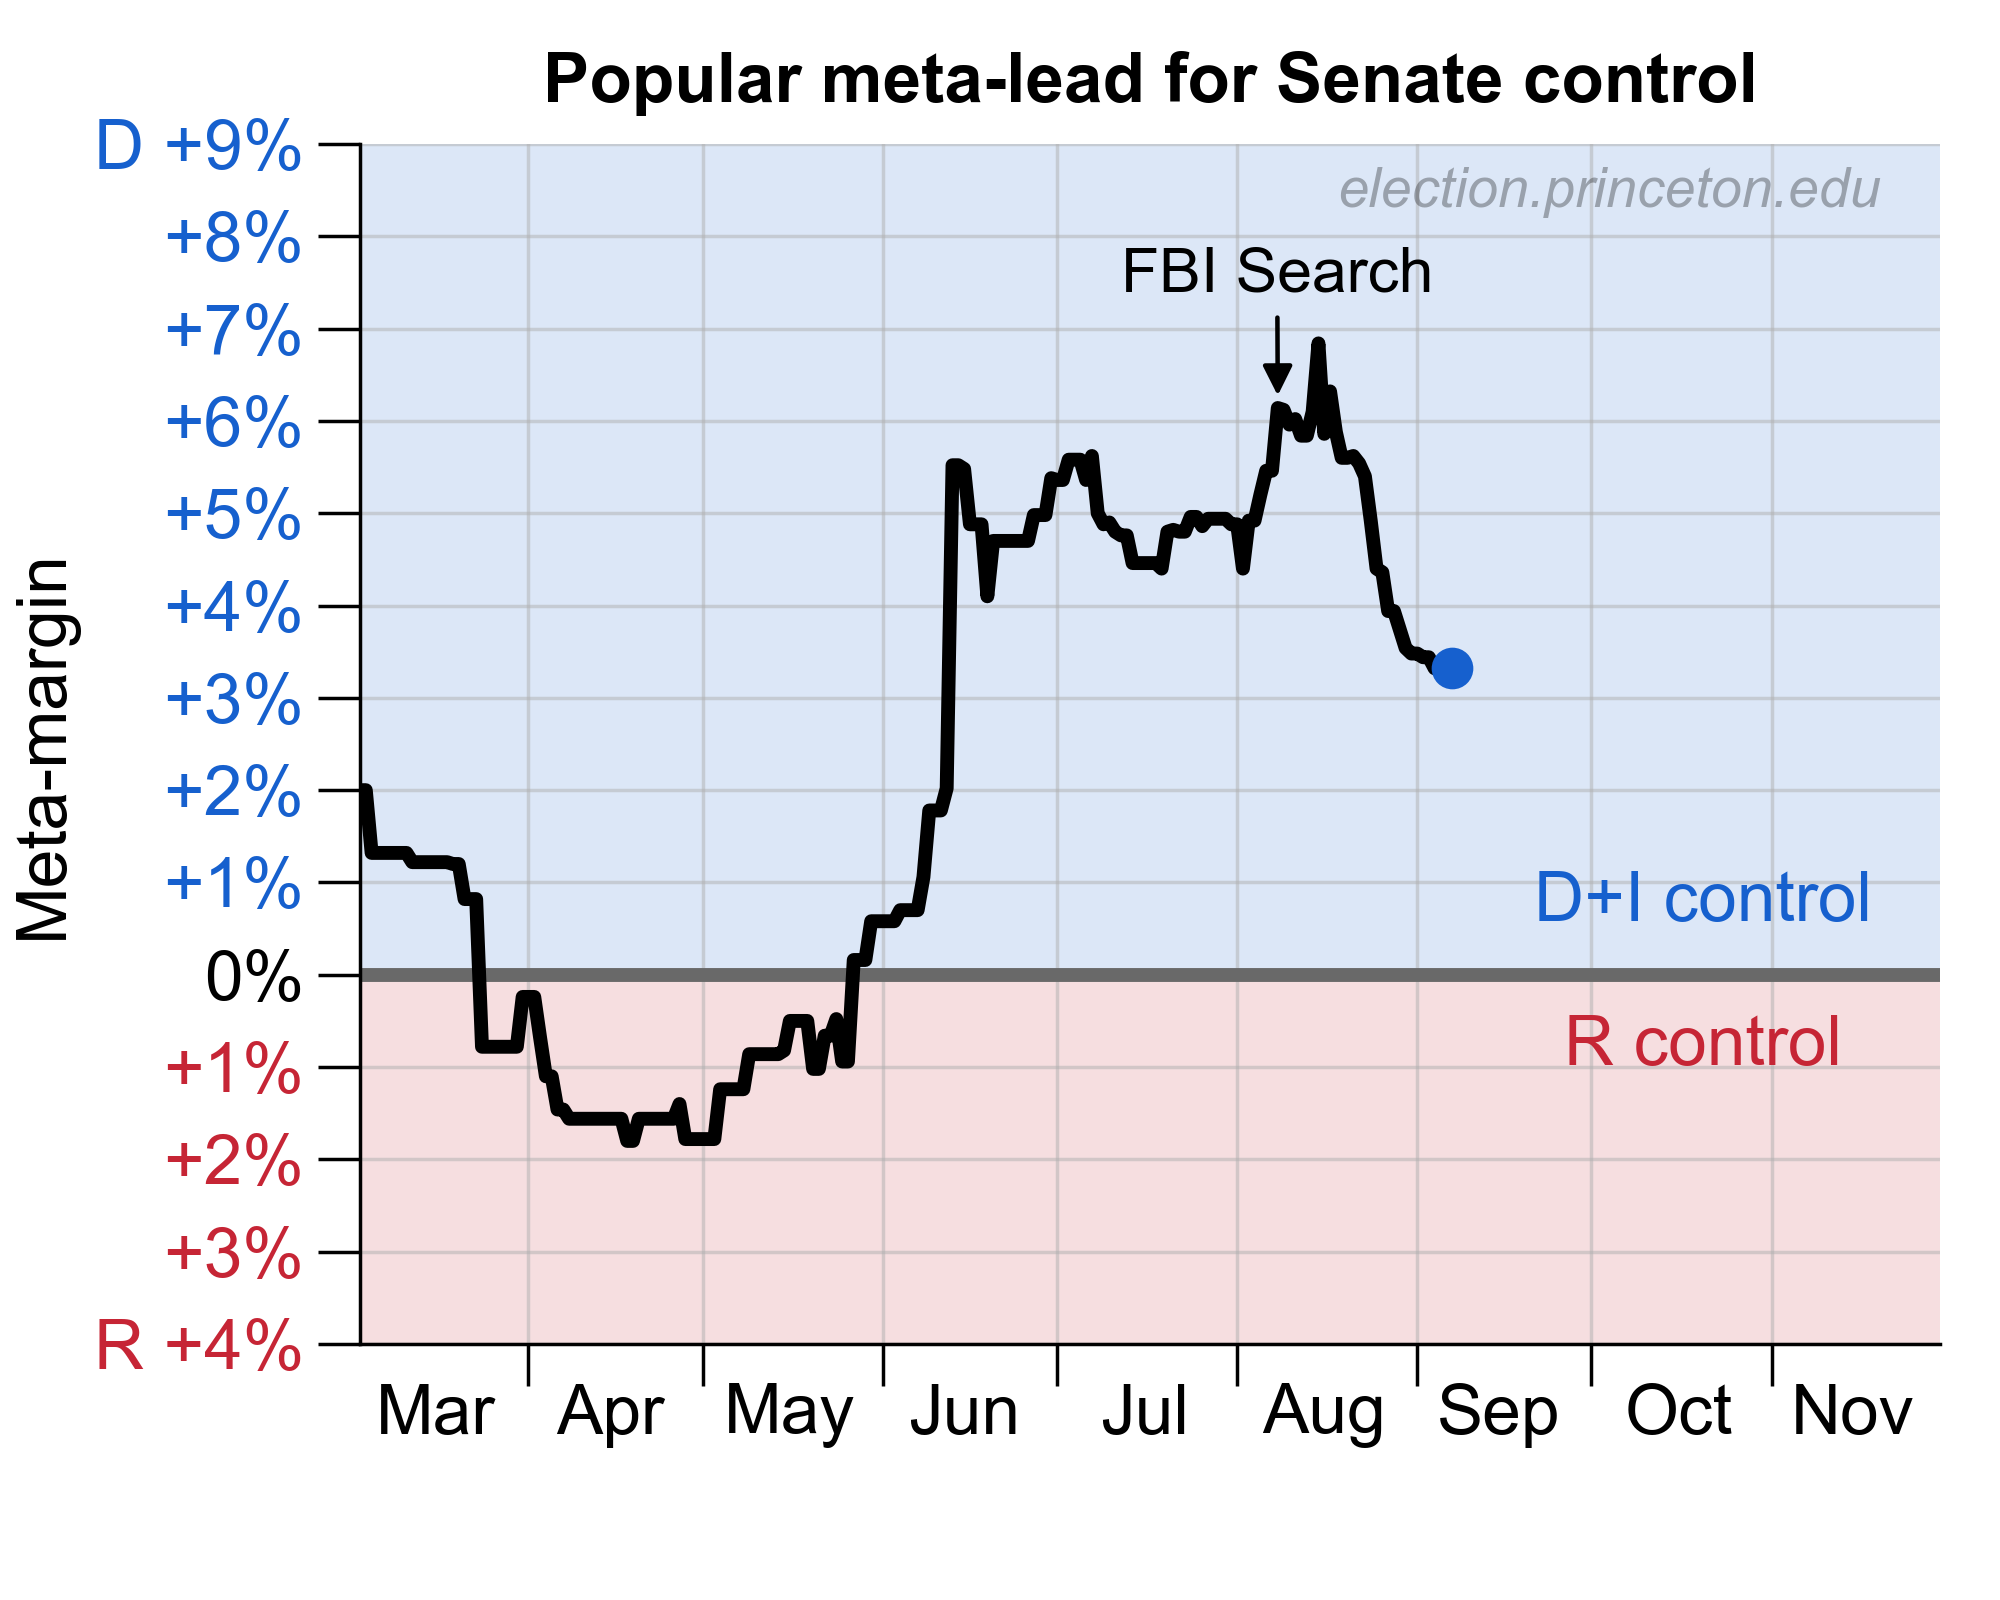 Popular meta-lead for Senate control
D +9%
election.princeton.edu
+8%
FBI Search
+7%
+6%
+5%
+4%
+3%
+2%
+1%
D+I control
0%
R control
+1%
+2%
+3%
R +4%
Meta-margin
Mar Apr May Jun Jul Aug Sep Oct Nov